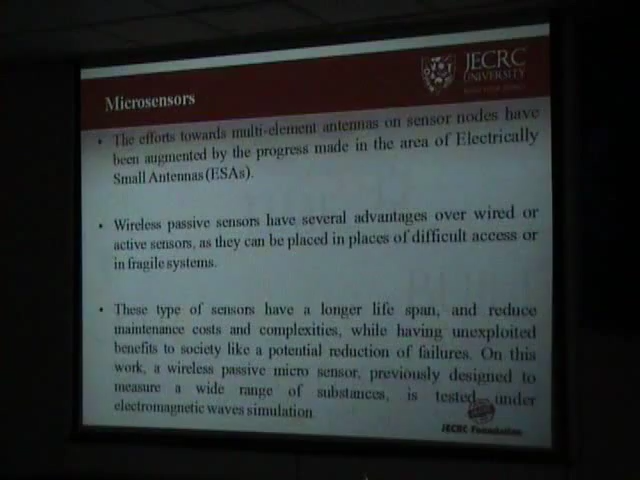 JECRC
UNIVERSITY
Microsensors
• The efforts towards multi-element antennas on sensor nodes have
been augmented by the progress made in the area of Electrically
Small Antennas (ESAs).
• Wireless passive sensors have several advantages over wired or
active sensors, as they can be placed in places of difficult access or
in fragile systems.
• These type of sensors have a longer life span, and reduce
maintenance costs and complexities, while having unexploited
benefits to society like a potential reduction of failures. On this
work, a wireless passive micro sensor, previously designed to
measure a wide range of substances, is tested under
electromagnetic waves simulation
JECRC Foundation